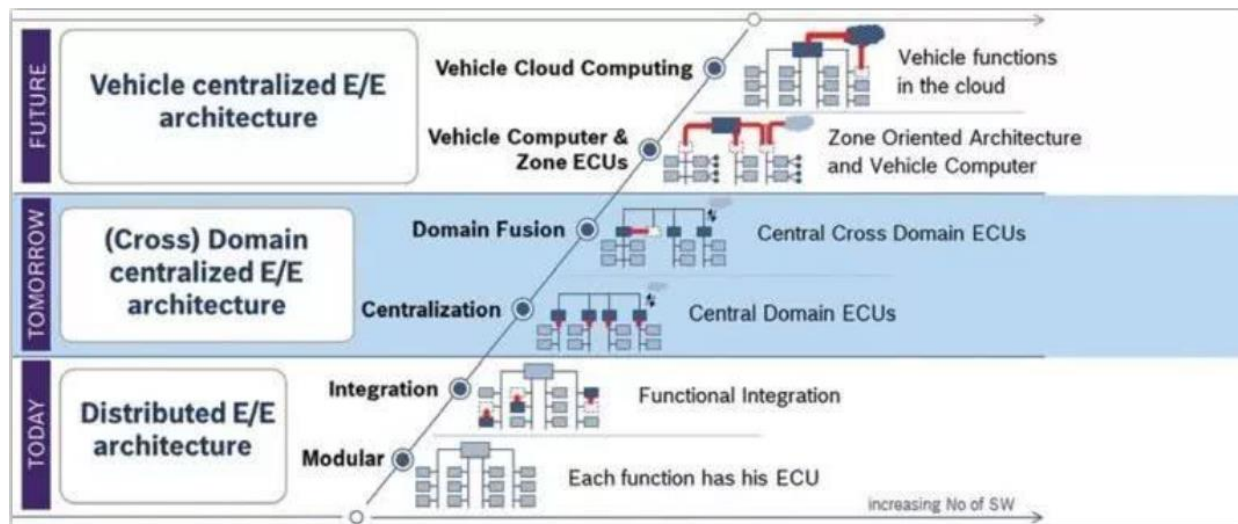 FUTURE
Vehicle centralized E/E
architecture
Vehicle Cloud Computing
Vehicle functions
in the cloud
Vehicle Computer &
Zone ECUs
Zone Oriented Architecture
and Vehicle Computer
TOMORROW
(Cross) Domain
centralized E/E
architecture
Domain Fusion
Central Cross Domain ECUs
Centralization
Central Domain ECUs
TODAY
Distributed E/E
architecture
Integration
Functional Integration
Modular
Each function has his ECU
increasing No of SW